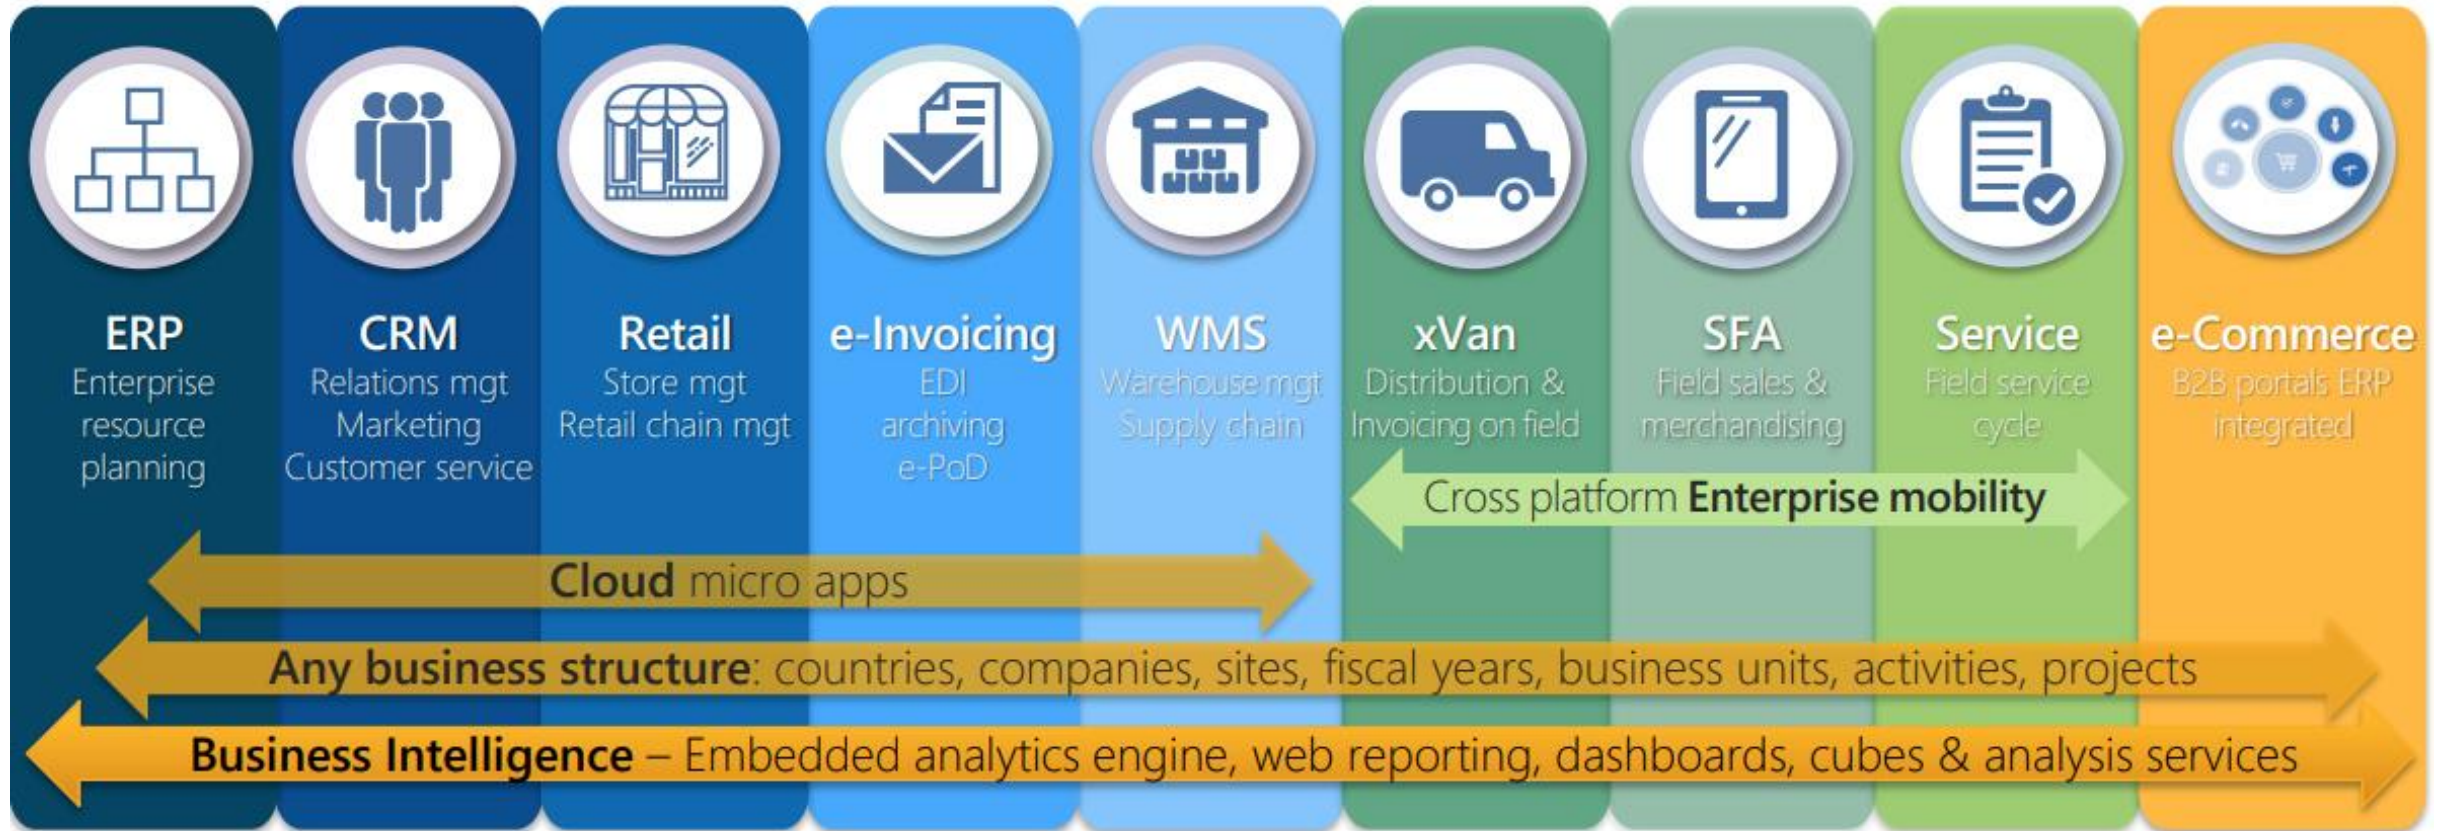 ERP
Enterprise
resource
planning
CRM
Relations mgt
Marketing
Customer service
Retail
Store mgt
Retail chain mgt
e-Invoicing
EDI
archiving
e-PoD
WMS
Warehouse mgt
Supply chain
xVan
Distribution &
Invoicing on field
SFA
Field sales &
merchandising
Service
Field service
cycle
e-Commerce
B2B portals ERP
integrated
Cross platform Enterprise mobility
Cloud micro apps
Any business structure: countries, companies, sites, fiscal years, business units, activities, projects
Business Intelligence – Embedded analytics engine, web reporting, dashboards, cubes & analysis services